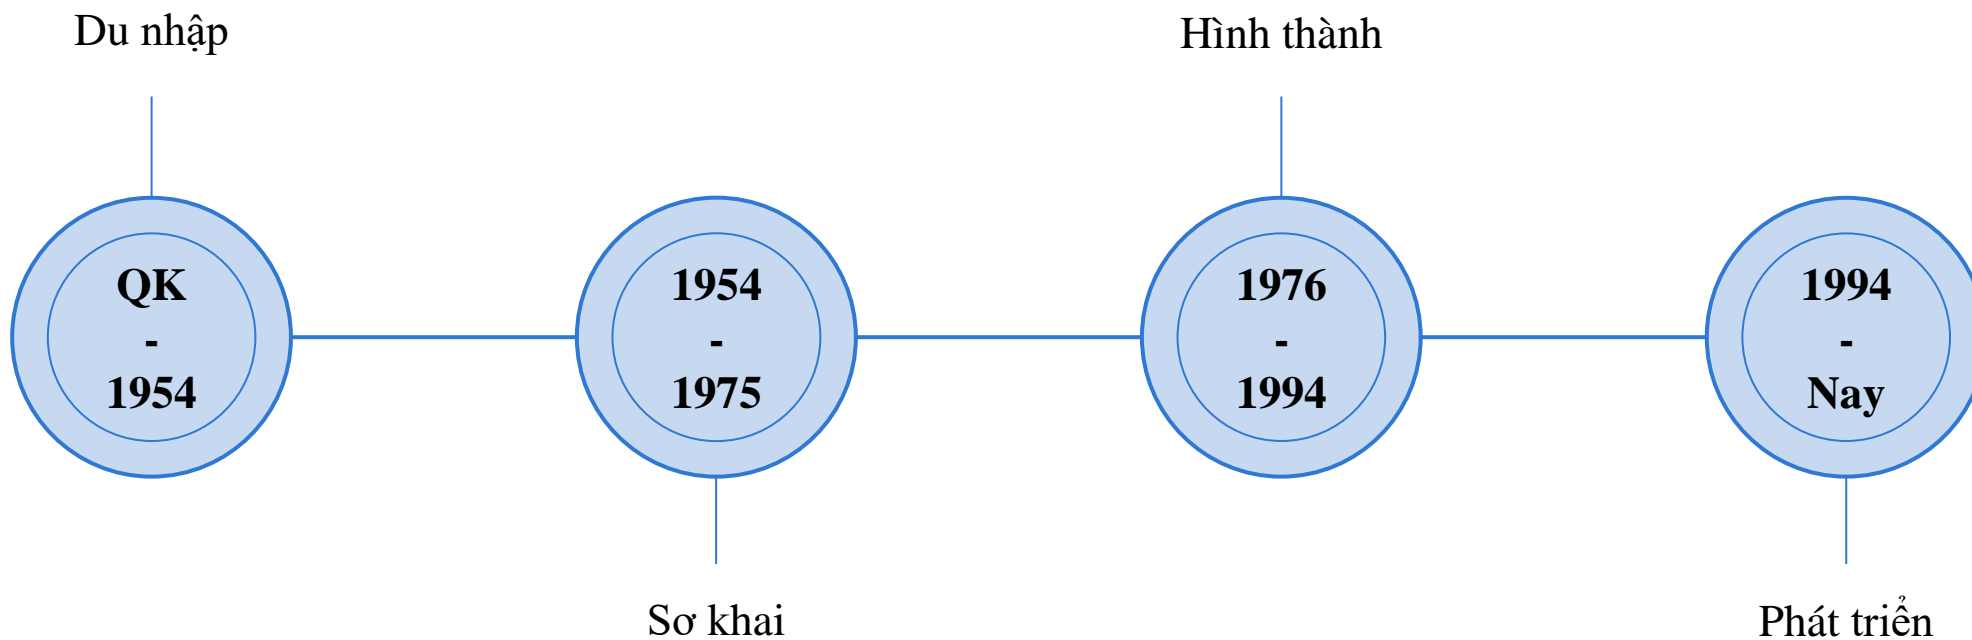 Du nhập
Hình thành
QK
-
1954
1954
-
1975
1976
-
1994
1994
-
Nay
Sơ khai
Phát triển